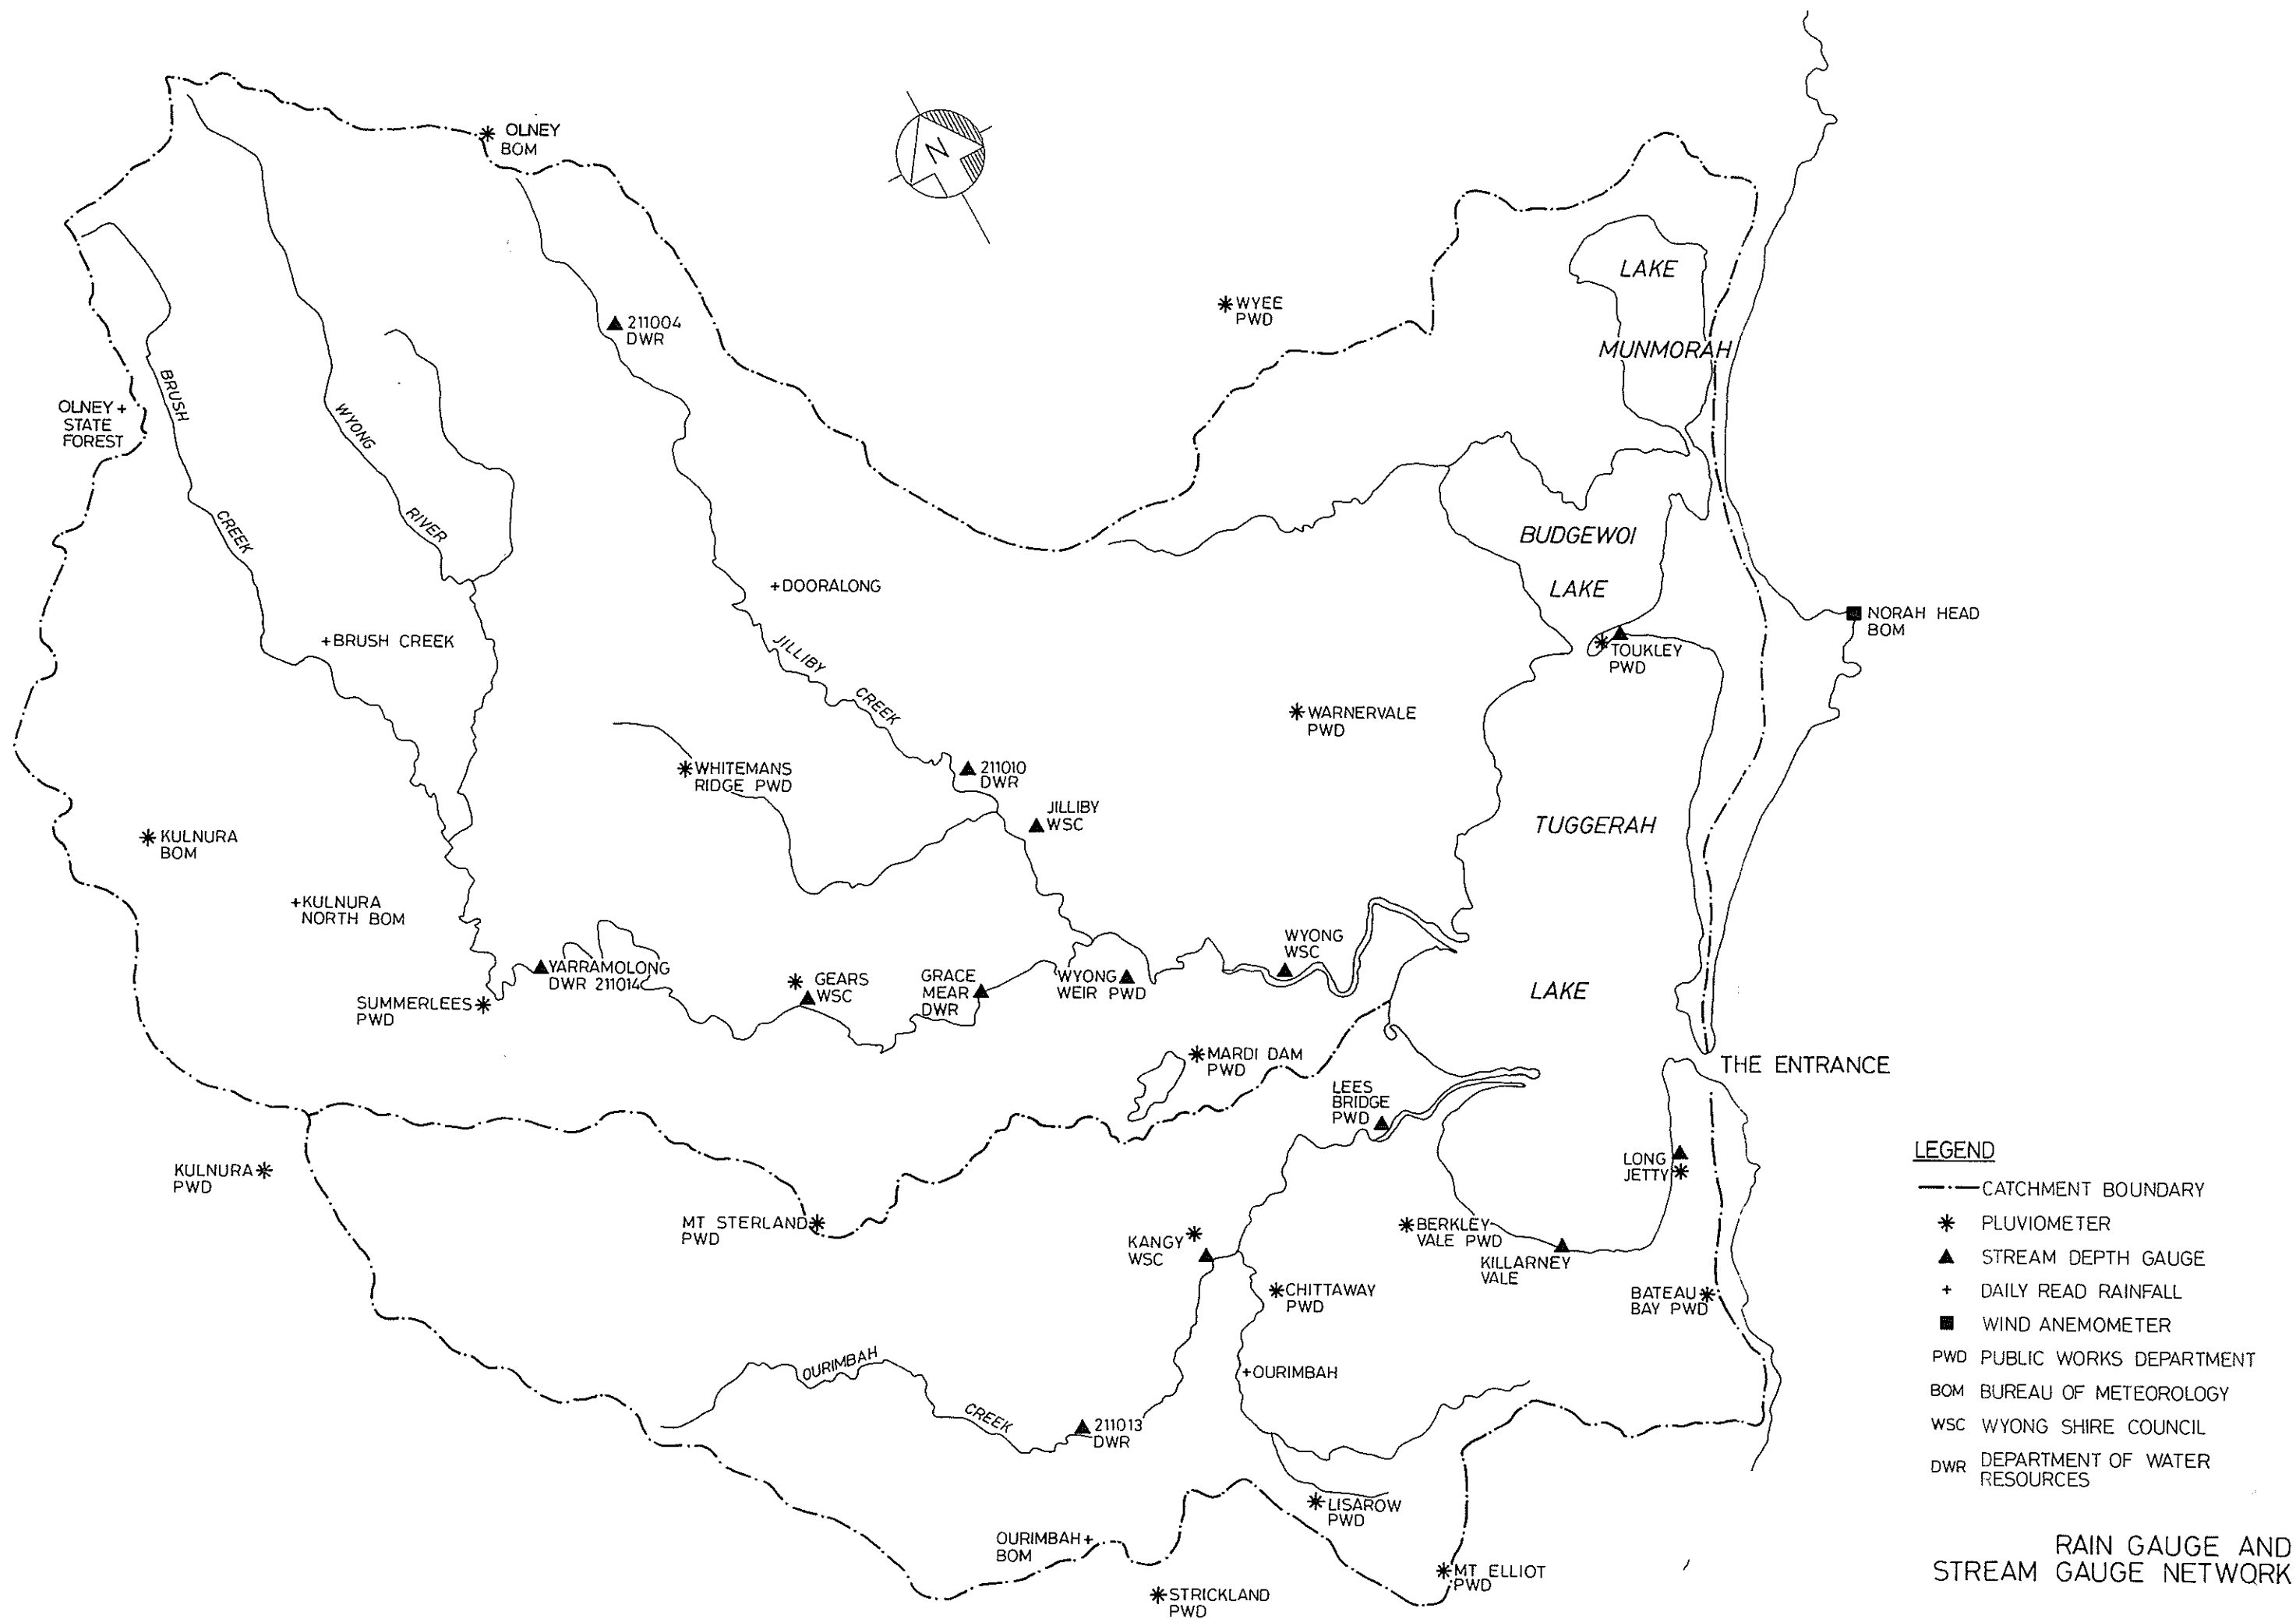 OLNEY
BOM
N
LAKE
MUNMORAH
WYEE
PWD
211004
DWR
OLNEY +
STATE
FOREST
BRUSH
CREEK
WYONG
RIVER
BUDGEWOI
LAKE
+DOORALONG
+BRUSH CREEK
JILLIBY
CREEK
NORAH HEAD
BOM
TOUKLEY
PWD
WARNERVALE
PWD
WHITEMANS
RIDGE PWD
211010
DWR
JILLIBY
WSC
TUGGERAH
LAKE
KULNURA
BOM
+KULNURA
NORTH BOM
WYONG
WSC
YARRAMOLONG
DWR 211014
SUMMERLEES
PWD
GEARS
WSC
GRACE
MEAR
DWR
WYONG
WEIR PWD
MARDI DAM
PWD
THE ENTRANCE
LEES
BRIDGE
PWD
KULNURA
PWD
LONG
JETTY
MT STERLAND
PWD
KANGY
WSC
BERKLEY
VALE PWD
KILLARNEY
VALE
CHITTAWAY
PWD
BATEAU
BAY PWD
OURIMBAH
CREEK
+OURIMBAH
211013
DWR
LISAROW
PWD
OURIMBAH+
BOM
MT ELLIOT
PWD
STRICKLAND
PWD
LEGEND
CATCHMENT BOUNDARY
PLUVIOMETER
STREAM DEPTH GAUGE
+ DAILY READ RAINFALL
WIND ANEMOMETER
PWD PUBLIC WORKS DEPARTMENT
BOM BUREAU OF METEOROLOGY
WSC WYONG SHIRE COUNCIL
DWR DEPARTMENT OF WATER
RESOURCES
RAIN GAUGE AND
STREAM GAUGE NETWORK